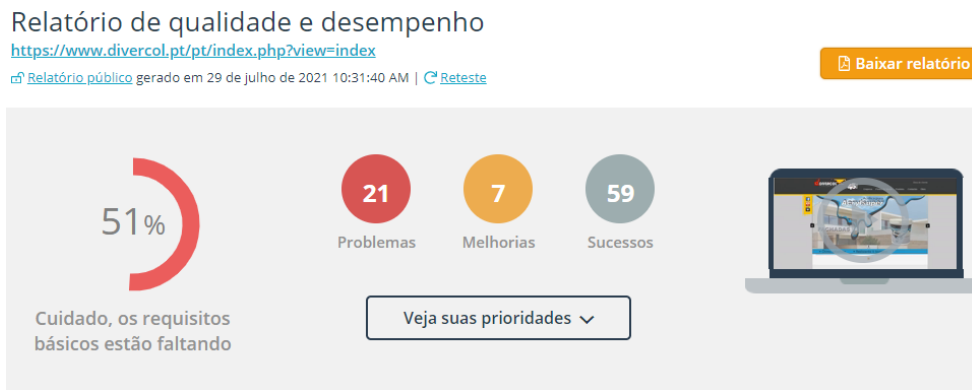 Relatório de qualidade e desempenho
https://www.divercol.pt/pt/index.php?view=index
Relatório público gerado em 29 de julho de 2021 10:31:40 AM | Reteste
Baixar relatório
51%
Cuidado, os requisitos
básicos estão faltando
21
7
59
Problemas
Melhorias
Sucessos
Veja suas prioridades